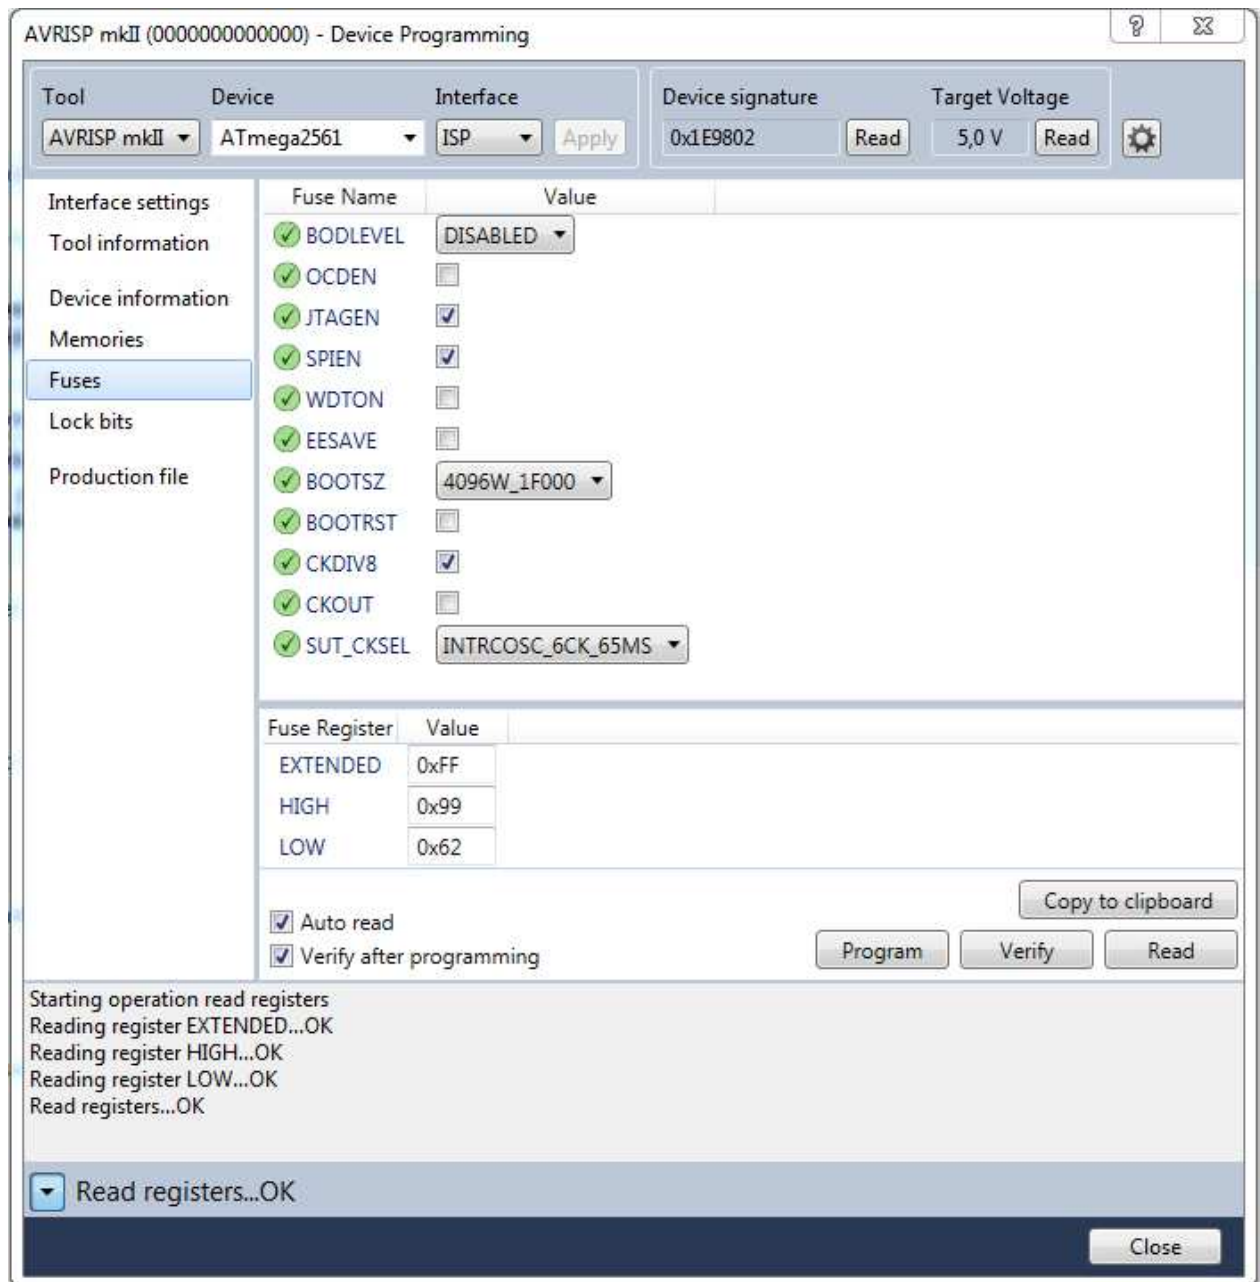 AVRISP mkII (0000000000000) - Device Programming
Tool Device Interface Device signature Target Voltage
AVRISP mkII ATmega2561 ISP Apply 0x1E9802 Read 5,0 V Read
Interface settings
Tool information
Device information
Memories
Fuses
Lock bits
Production file
Fuse Name Value
BODLEVEL DISABLED
OCDEN
JTAGEN
SPIEN
WDTON
EESAVE
BOOTSZ 4096W_1F000
BOOTRST
CKDIV8
CKOUT
SUT_CKSEL INTRCOSC_6CK_65MS
Fuse Register Value
EXTENDED 0xFF
HIGH 0x99
LOW 0x62
Copy to clipboard
Auto read
Verify after programming
Program Verify Read
Starting operation read registers
Reading register EXTENDED...OK
Reading register HIGH...OK
Reading register LOW...OK
Read registers...OK
Read registers...OK
Close